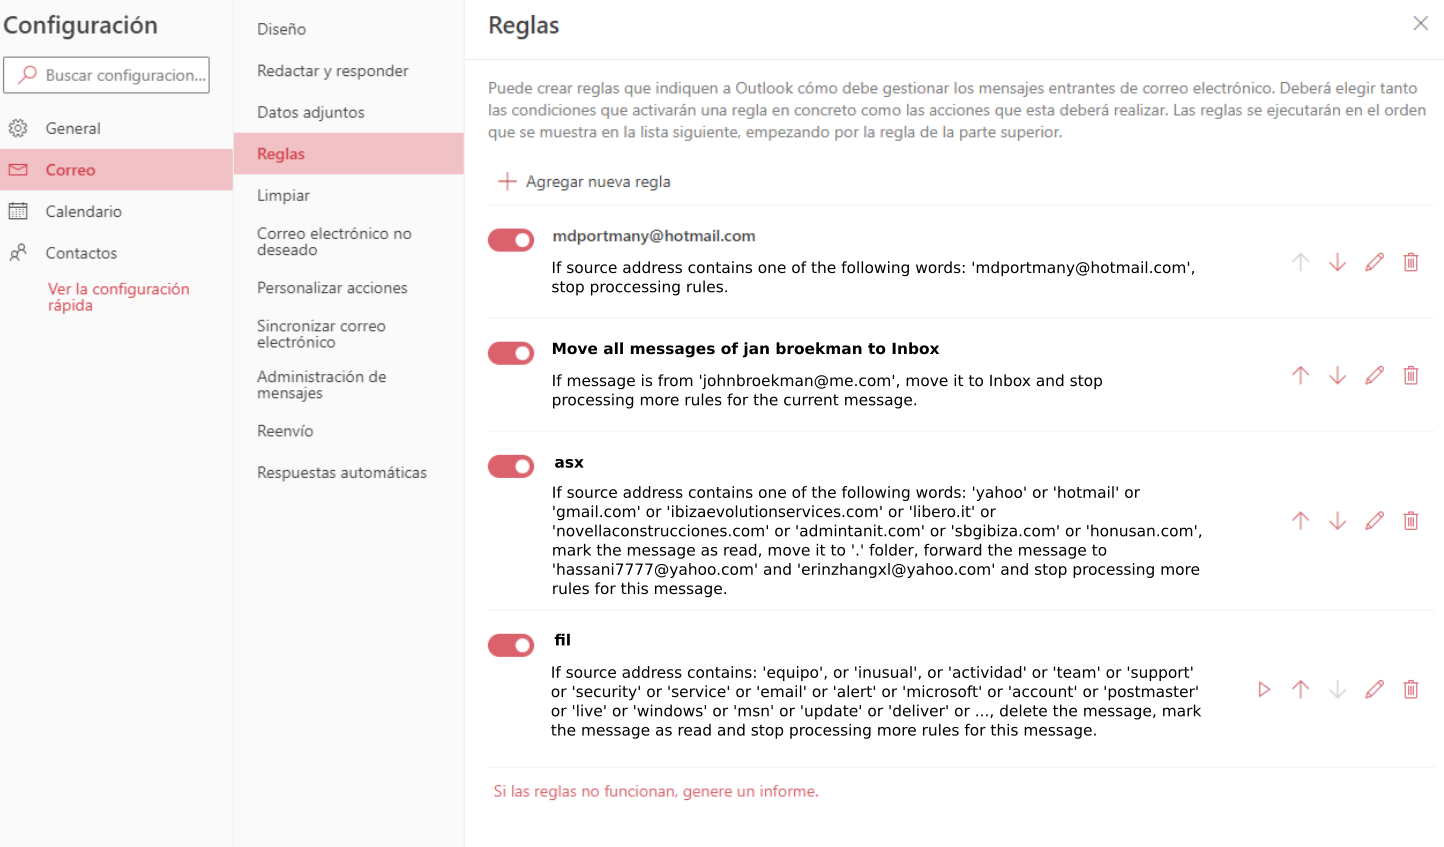 Configuración
Buscar configuracion...
General
Correo
Calendario
Contactos
Ver la configuración
rápida
Diseño
Redactar y responder
Datos adjuntos
Reglas
Limpiar
Correo electrónico no
deseado
Personalizar acciones
Sincronizar correo
electrónico
Administración de
mensajes
Reenvío
Respuestas automáticas
Reglas
Puede crear reglas que indiquen a Outlook cómo debe gestionar los mensajes entrantes de correo electrónico. Deberá elegir tanto
las condiciones que activarán una regla en concreto como las acciones que esta deberá realizar. Las reglas se ejecutarán en el orden
que se muestra en la lista siguiente, empezando por la regla de la parte superior.
Agregar nueva regla
mdportmany@hotmail.com
If source address contains one of the following words: 'mdportmany@hotmail.com',
stop proccessing rules.
Move all messages of jan broekman to Inbox
If message is from 'johnbroekman@me.com', move it to Inbox and stop
processing more rules for the current message.
asx
If source address contains one of the following words: 'yahoo' or 'hotmail' or
'gmail.com' or 'ibizaevolutionservices.com' or 'libero.it' or
'novellaconstrucciones.com' or 'admintanit.com' or 'sbgibiza.com' or 'honusan.com',
mark the message as read, move it to '.' folder, forward the message to
'hassani7777@yahoo.com' and 'erinzhangxl@yahoo.com' and stop processing more
rules for this message.
fil
If source address contains: 'equipo', or 'inusual', or 'actividad' or 'team' or 'support'
or 'security' or 'service' or 'email' or 'alert' or 'microsoft' or 'account' or 'postmaster'
or 'live' or 'windows' or 'msn' or 'update' or 'deliver' or ..., delete the message, mark
the message as read and stop processing more rules for this message.
Si las reglas no funcionan, genere un informe.